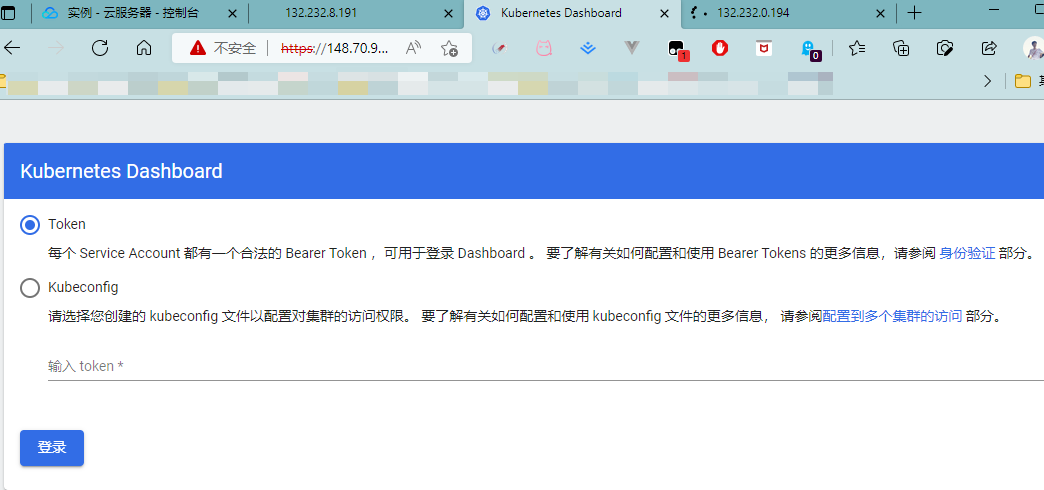 实例 - 云服务器 - 控制台
132.232.8.191
Kubernetes Dashboard
132.232.0.194
不安全
https://148.70.9...
1
0
Kubernetes Dashboard
Token
每个 Service Account 都有一个合法的 Bearer Token ，可用于登录 Dashboard 。 要了解有关如何配置和使用 Bearer Tokens 的更多信息，请参阅 身份验证 部分。
Kubeconfig
请选择您创建的 kubeconfig 文件以配置对集群的访问权限。 要了解有关如何配置和使用 kubeconfig 文件的更多信息， 请参阅配置到多个集群的访问 部分。
输入 token *
登录